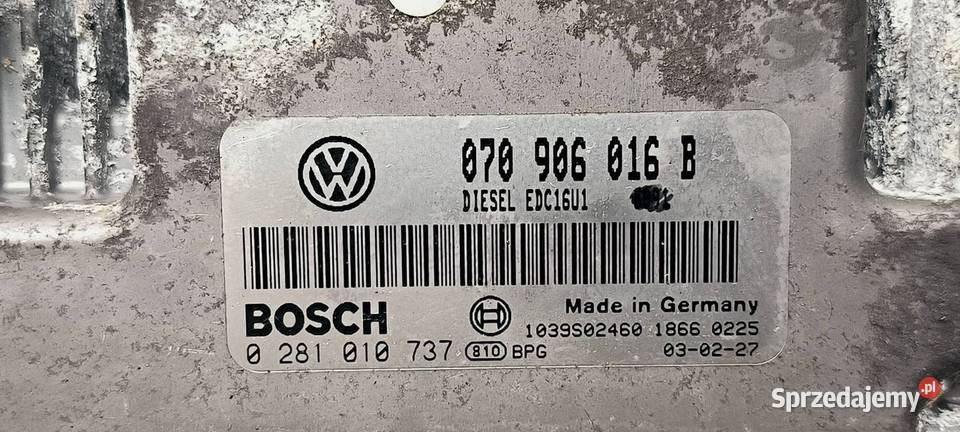 070 906 016 B
DIESEL EDC16U1
BOSCH
Made in Germany
1039S02460 1866 0225
0 281 010 737 810 BPG
03-02-27
Sprzedajemy.pl